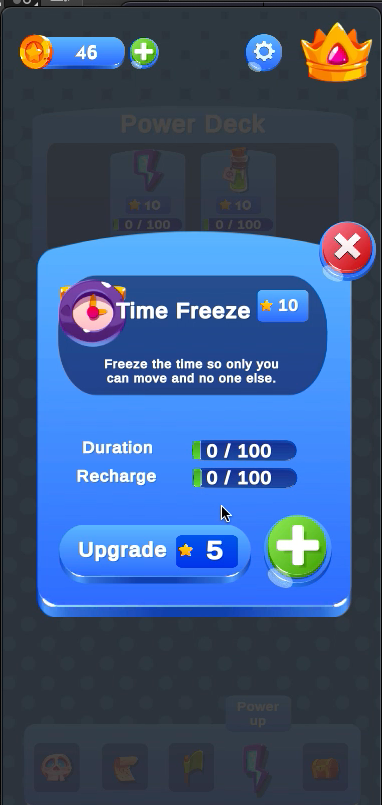 46
Power Deck
10
10
0 / 100
0 / 100
Time Freeze
10
Freeze the time so only you
can move and no one else.
Duration
0 / 100
Recharge
0 / 100
Upgrade
5
Power
up